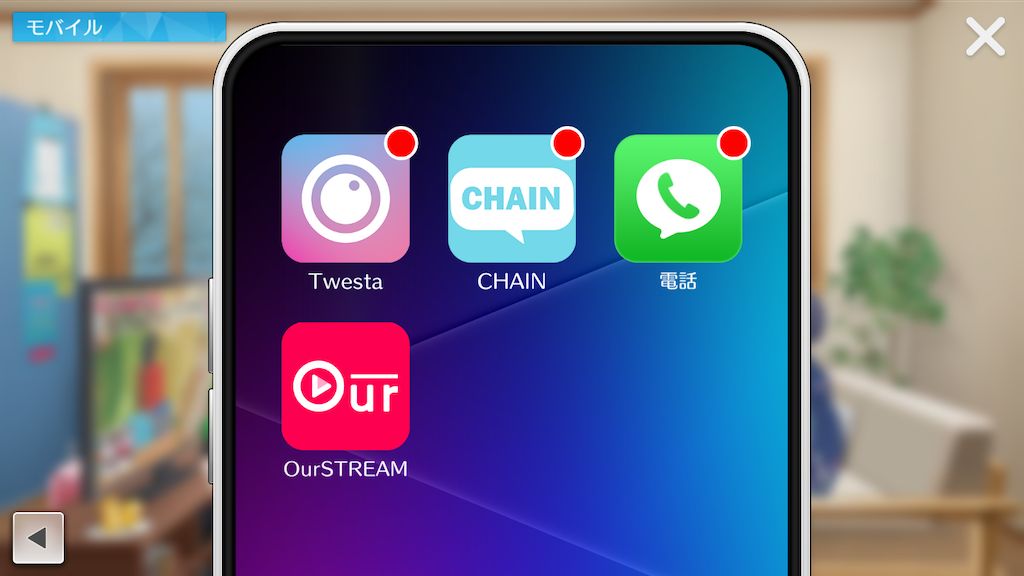 モバイル
CHAIN
Twesta
CHAIN
電話
Our
OurSTREAM